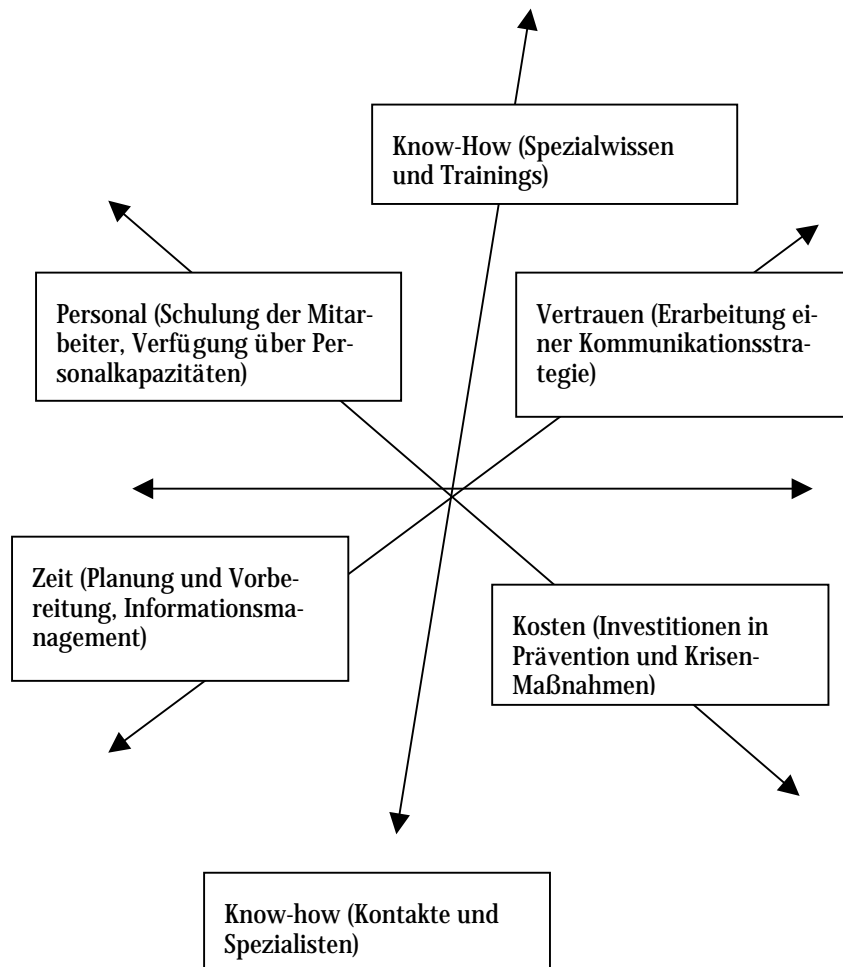 Know-How (Spezialwissen
und Trainings)
Personal (Schulung der Mitar-
beiter, Verfügung über Per-
sonalkapazitäten)
Vertrauen (Erarbeitung ei-
ner Kommunikationsstra-
tegie)
Zeit (Planung und Vorbe-
reitung, Informationsma-
nagement)
Kosten (Investitionen in
Prävention und Krisen-
Maßnahmen)
Know-how (Kontakte und
Spezialisten)